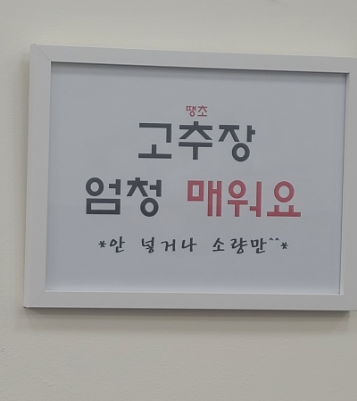 땡초
고추장
엄청 매워요
*안 넣거나 소량만^^*